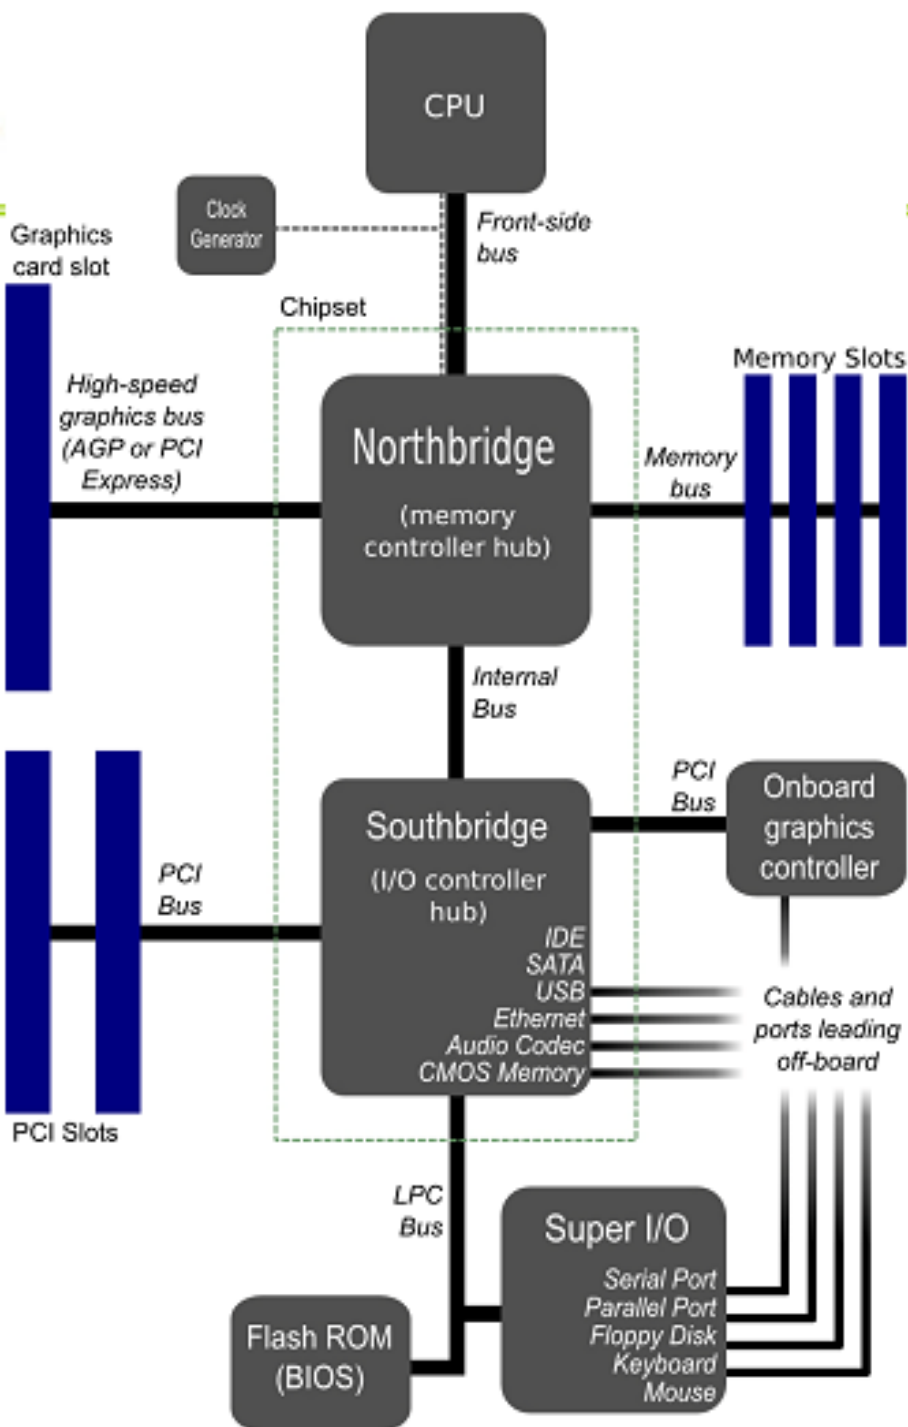 CPU
Clock
Generator
Front-side
bus
Graphics
card slot
Chipset
High-speed
graphics bus
(AGP or PCI
Express)
Northbridge
(memory
controller hub)
Memory Slots
Memory
bus
Internal
Bus
PCI
Bus
Onboard
graphics
controller
Southbridge
(I/O controller
hub)
PCI
Bus
IDE
SATA
USB
Ethernet
Audio Codec
CMOS Memory
Cables and
ports leading
off-board
PCI Slots
LPC
Bus
Super I/O
Serial Port
Parallel Port
Floppy Disk
Keyboard
Mouse
Flash ROM
(BIOS)